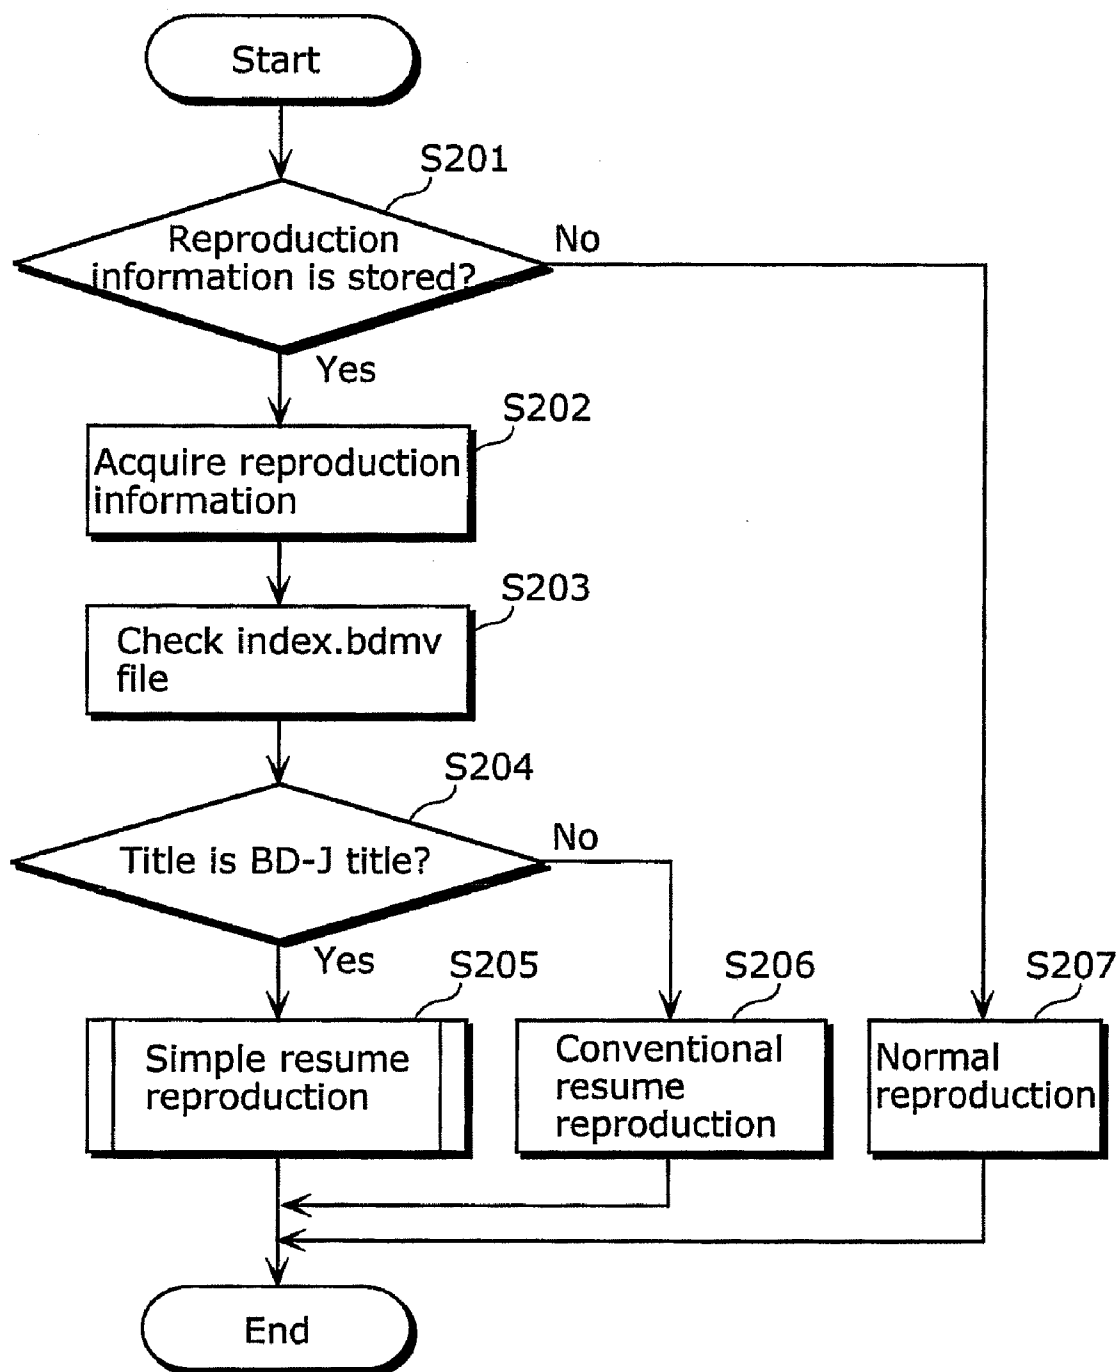 Start
S201
Reproduction
information is stored?
No
Yes
S202
Acquire reproduction
information
S203
Check index.bdmv
file
S204
Title is BD-J title?
No
Yes
S205
S206
S207
Simple resume
reproduction
Conventional
resume
reproduction
Normal
reproduction
End